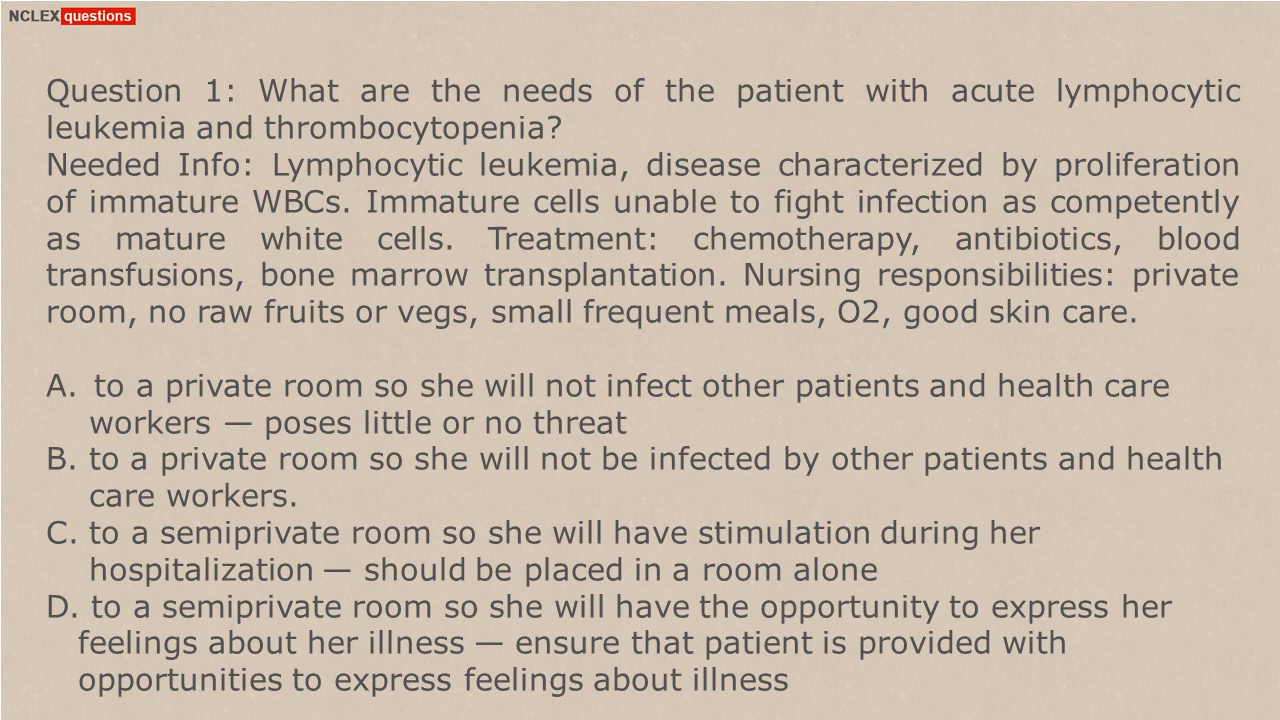 NCLEX questions
Question 1: What are the needs of the patient with acute lymphocytic
leukemia and thrombocytopenia?
Needed Info: Lymphocytic leukemia, disease characterized by proliferation
of immature WBCs. Immature cells unable to fight infection as competently
as mature white cells. Treatment: chemotherapy, antibiotics, blood
transfusions, bone marrow transplantation. Nursing responsibilities: private
room, no raw fruits or vegs, small frequent meals, O2, good skin care.
A. to a private room so she will not infect other patients and health care
workers — poses little or no threat
B. to a private room so she will not be infected by other patients and health
care workers.
C. to a semiprivate room so she will have stimulation during her
hospitalization — should be placed in a room alone
D. to a semiprivate room so she will have the opportunity to express her
feelings about her illness — ensure that patient is provided with
opportunities to express feelings about illness